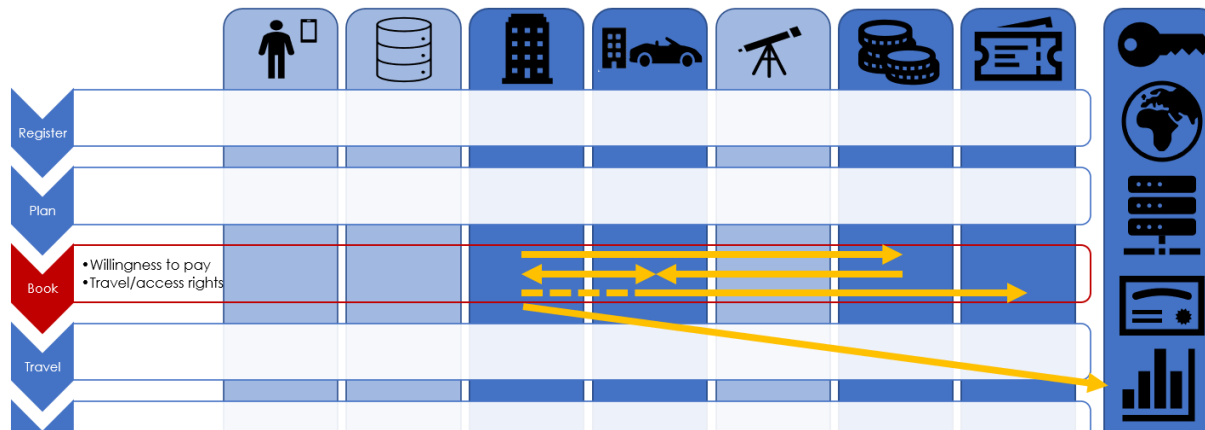 Register
Plan
•Willingness to pay
•Travel/access rights
Book
Travel